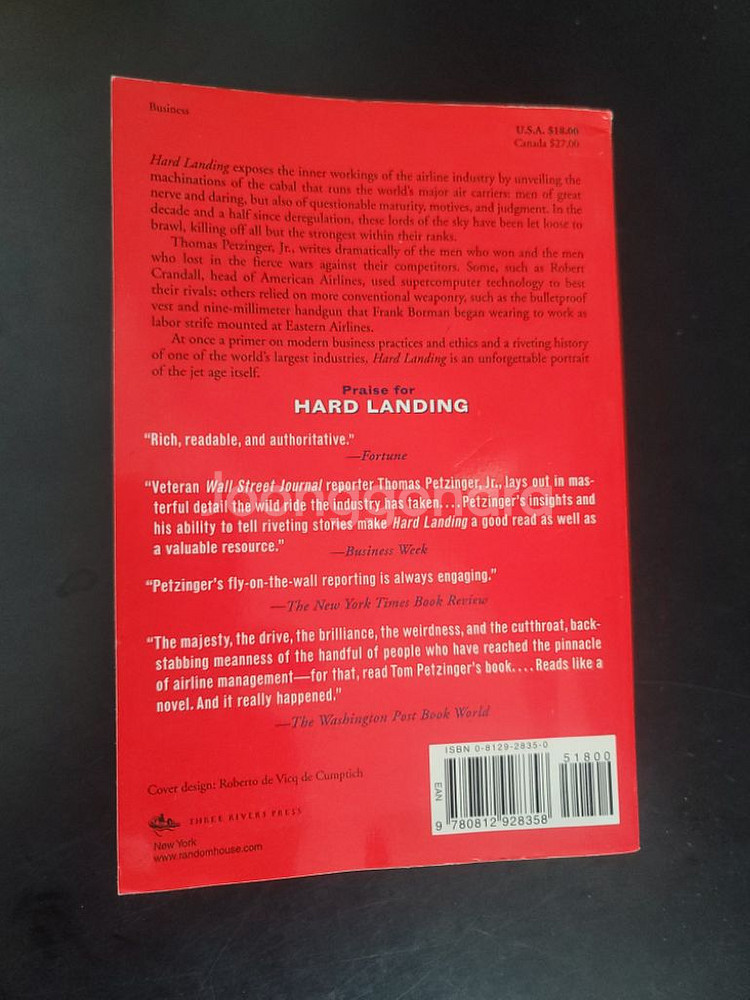 Business
U.S.A. $18.00
Canada $27.00
Hard Landing exposes the inner workings of the airline industry by unveiling the
machinations of the cabal that runs the world's major air carriers: men of great
nerve and daring, but also of questionable maturity, motives, and judgment. In the
decade and a half since deregulation, these lords of the sky have been let loose to
brawl, killing off all but the strongest within their ranks.
Thomas Petzinger, Jr., writes dramatically of the men who won and the men
who lost in the fierce wars against their competitors. Some, such as Robert
Crandall, head of American Airlines, used supercomputer technology to best
their rivals; others relied on more conventional weaponry, such as the bulletproof
vest and nine-millimeter handgun that Frank Borman began wearing to work as
labor strife mounted at Eastern Airlines.
At once a primer on modern business practices and ethics and a riveting history
of one of the world's largest industries, Hard Landing is an unforgettable portrait
of the jet age itself.
Praise for
HARD LANDING
"Rich, readable, and authoritative."
—Fortune
"Veteran Wall Street Journal reporter Thomas Petzinger, Jr., lays out in mas-
terful detail the wild ride the industry has taken....Petzinger's insights and
his ability to tell riveting stories make Hard Landing a good read as well as
a valuable resource."
—Business Week
"Petzinger's fly-on-the-wall reporting is always engaging."
—The New York Times Book Review
"The majesty, the drive, the brilliance, the weirdness, and the cutthroat, back-
stabbing meanness of the handful of people who have reached the pinnacle
of airline management—for that, read Tom Petzinger's book....Reads like a
novel. And it really happened."
—The Washington Post Book World
ISBN 0-8129-2835-0
51800
EAN
9 780812 928358
Cover design: Roberto de Vicq de Cumptich
THREE RIVERS PRESS
New York
www.randomhouse.com